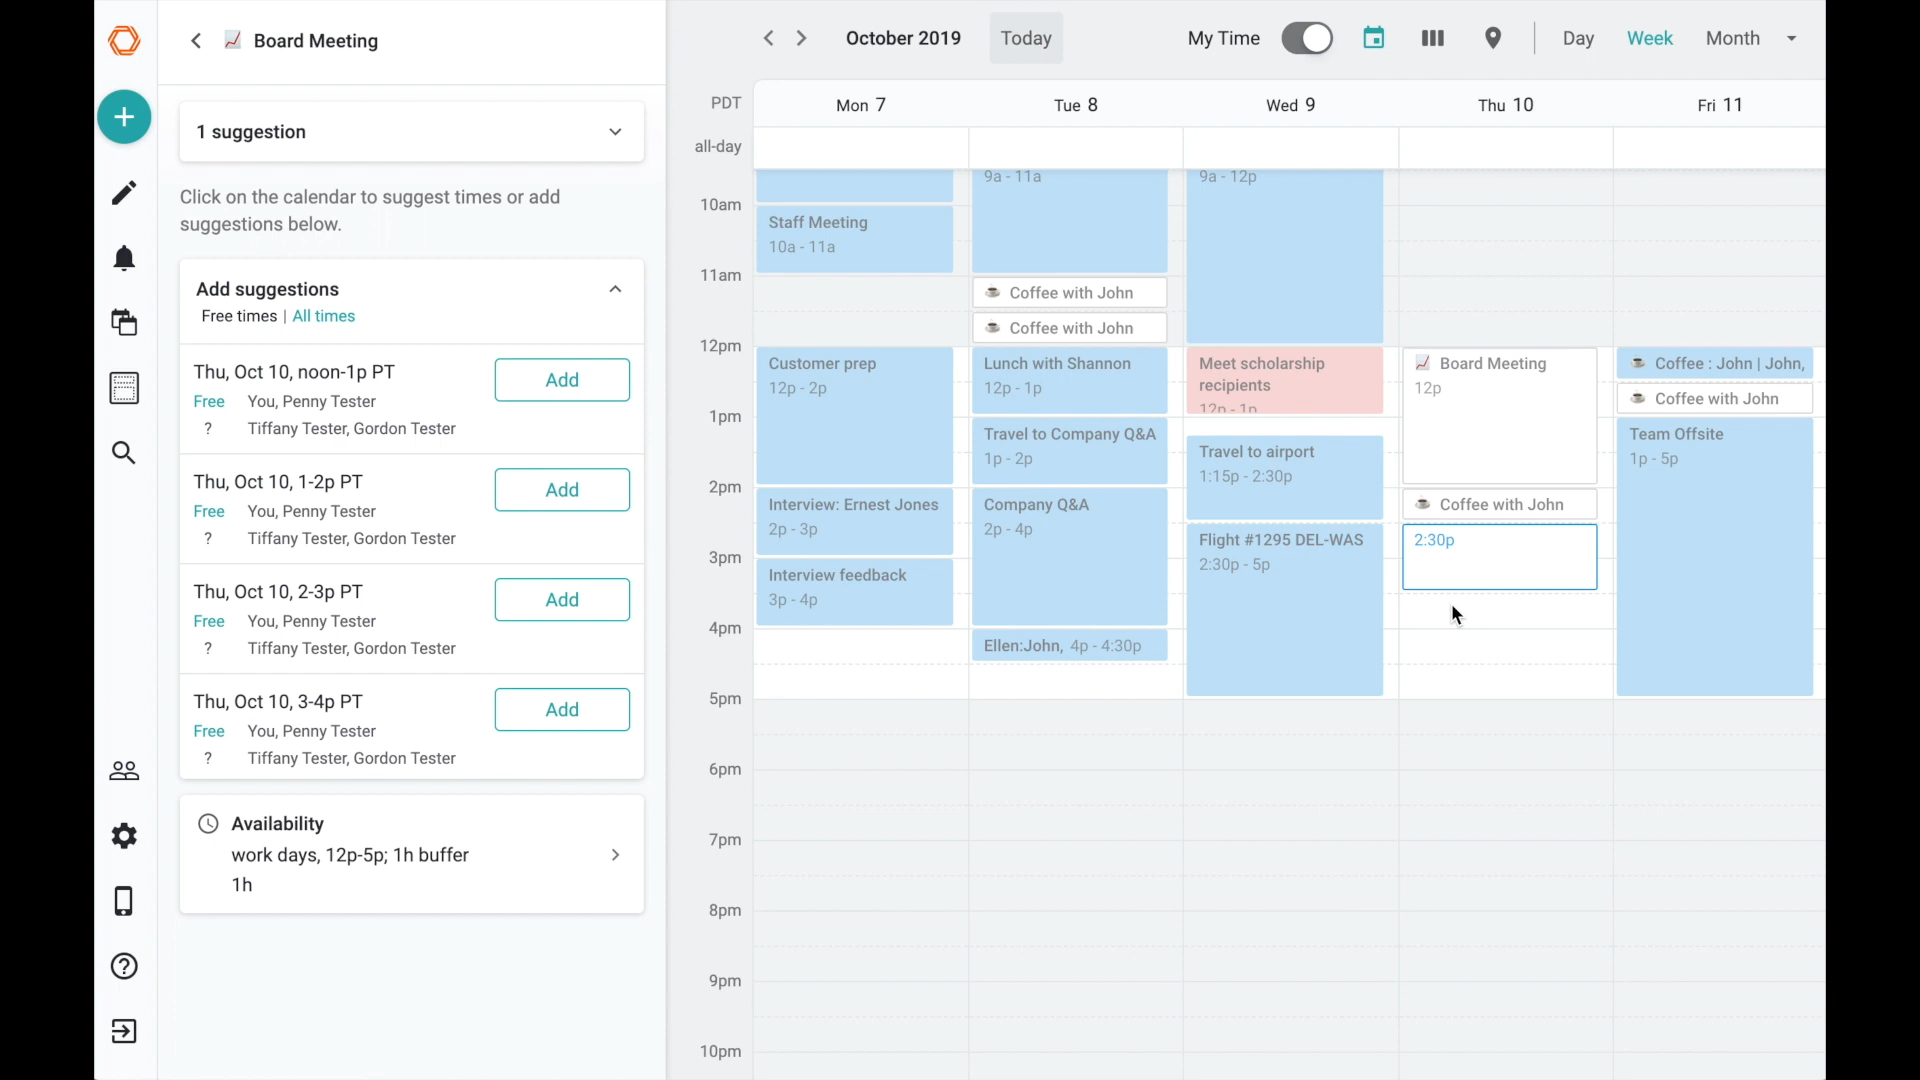 Board Meeting
1 suggestion
Click on the calendar to suggest times or add
suggestions below.
Add suggestions
Free times | All times
Thu, Oct 10, noon-1p PT
Add
Free You, Penny Tester
? Tiffany Tester, Gordon Tester
Thu, Oct 10, 1-2p PT
Add
Free You, Penny Tester
? Tiffany Tester, Gordon Tester
Thu, Oct 10, 2-3p PT
Add
Free You, Penny Tester
? Tiffany Tester, Gordon Tester
Thu, Oct 10, 3-4p PT
Add
Free You, Penny Tester
? Tiffany Tester, Gordon Tester
Availability
work days, 12p-5p; 1h buffer
1h
October 2019 Today My Time Day Week Month
PDT Mon 7 Tue 8 Wed 9 Thu 10 Fri 11
all-day
10am
11am
12pm
1pm
2pm
3pm
4pm
5pm
6pm
7pm
8pm
9pm
10pm
Staff Meeting
10a - 11a
Customer prep
12p - 2p
Interview: Ernest Jones
2p - 3p
Interview feedback
3p - 4p
9a - 11a
Coffee with John
Coffee with John
Lunch with Shannon
12p - 1p
Travel to Company Q&A
1p - 2p
Company Q&A
2p - 4p
Ellen:John, 4p - 4:30p
9a - 12p
Meet scholarship
recipients
12p - 1p
Travel to airport
1:15p - 2:30p
Flight #1295 DEL-WAS
2:30p - 5p
Board Meeting
12p
Coffee with John
2:30p
Coffee : John | John,
Coffee with John
Team Offsite
1p - 5p